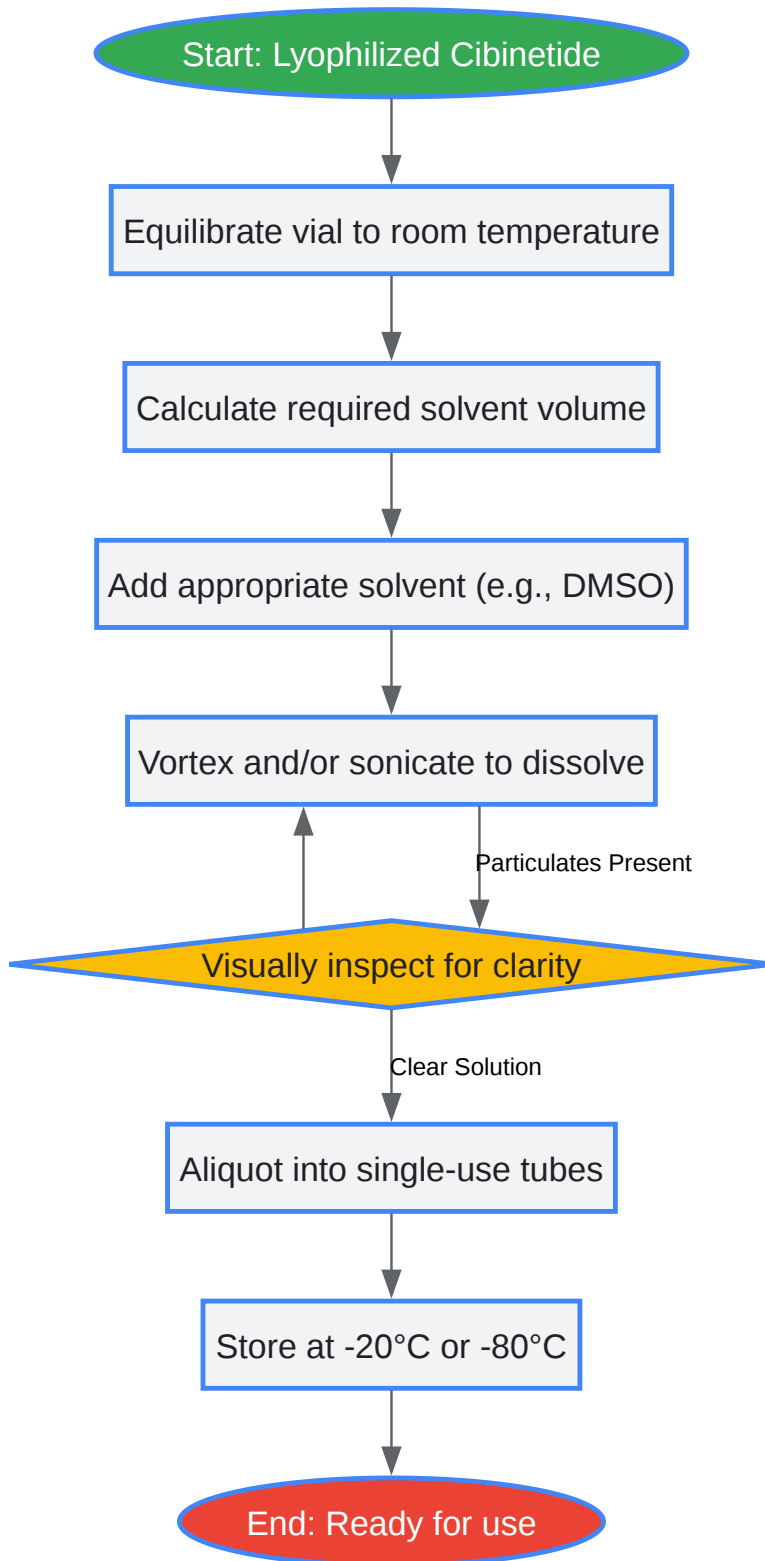 Start: Lyophilized Cibinetide
Equilibrate vial to room temperature
Calculate required solvent volume
Add appropriate solvent (e.g., DMSO)
Vortex and/or sonicate to dissolve
Particulates Present
Visually inspect for clarity
Clear Solution
Aliquot into single-use tubes
Store at -20°C or -80°C
End: Ready for use